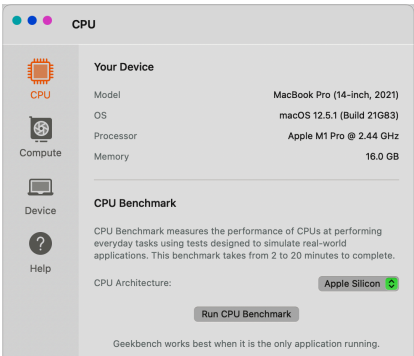 CPU
CPU
Compute
Device
Help
Your Device
Model MacBook Pro (14-inch, 2021)
OS macOS 12.5.1 (Build 21G83)
Processor Apple M1 Pro @ 2.44 GHz
Memory 16.0 GB
CPU Benchmark
CPU Benchmark measures the performance of CPUs at performing
everyday tasks using tests designed to simulate real-world
applications. This benchmark takes from 2 to 20 minutes to complete.
CPU Architecture: Apple Silicon
Run CPU Benchmark
Geekbench works best when it is the only application running.